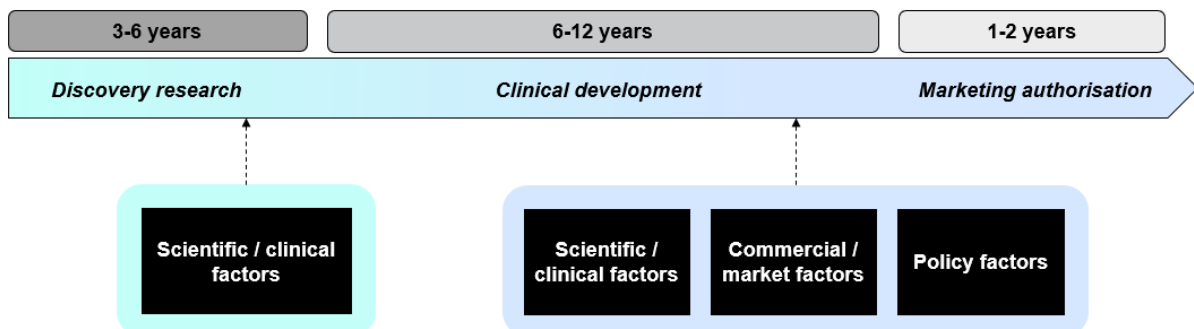 3-6 years
6-12 years
1-2 years
Discovery research
Clinical development
Marketing authorisation
Scientific / clinical
factors
Scientific /
clinical factors
Commercial /
market factors
Policy factors